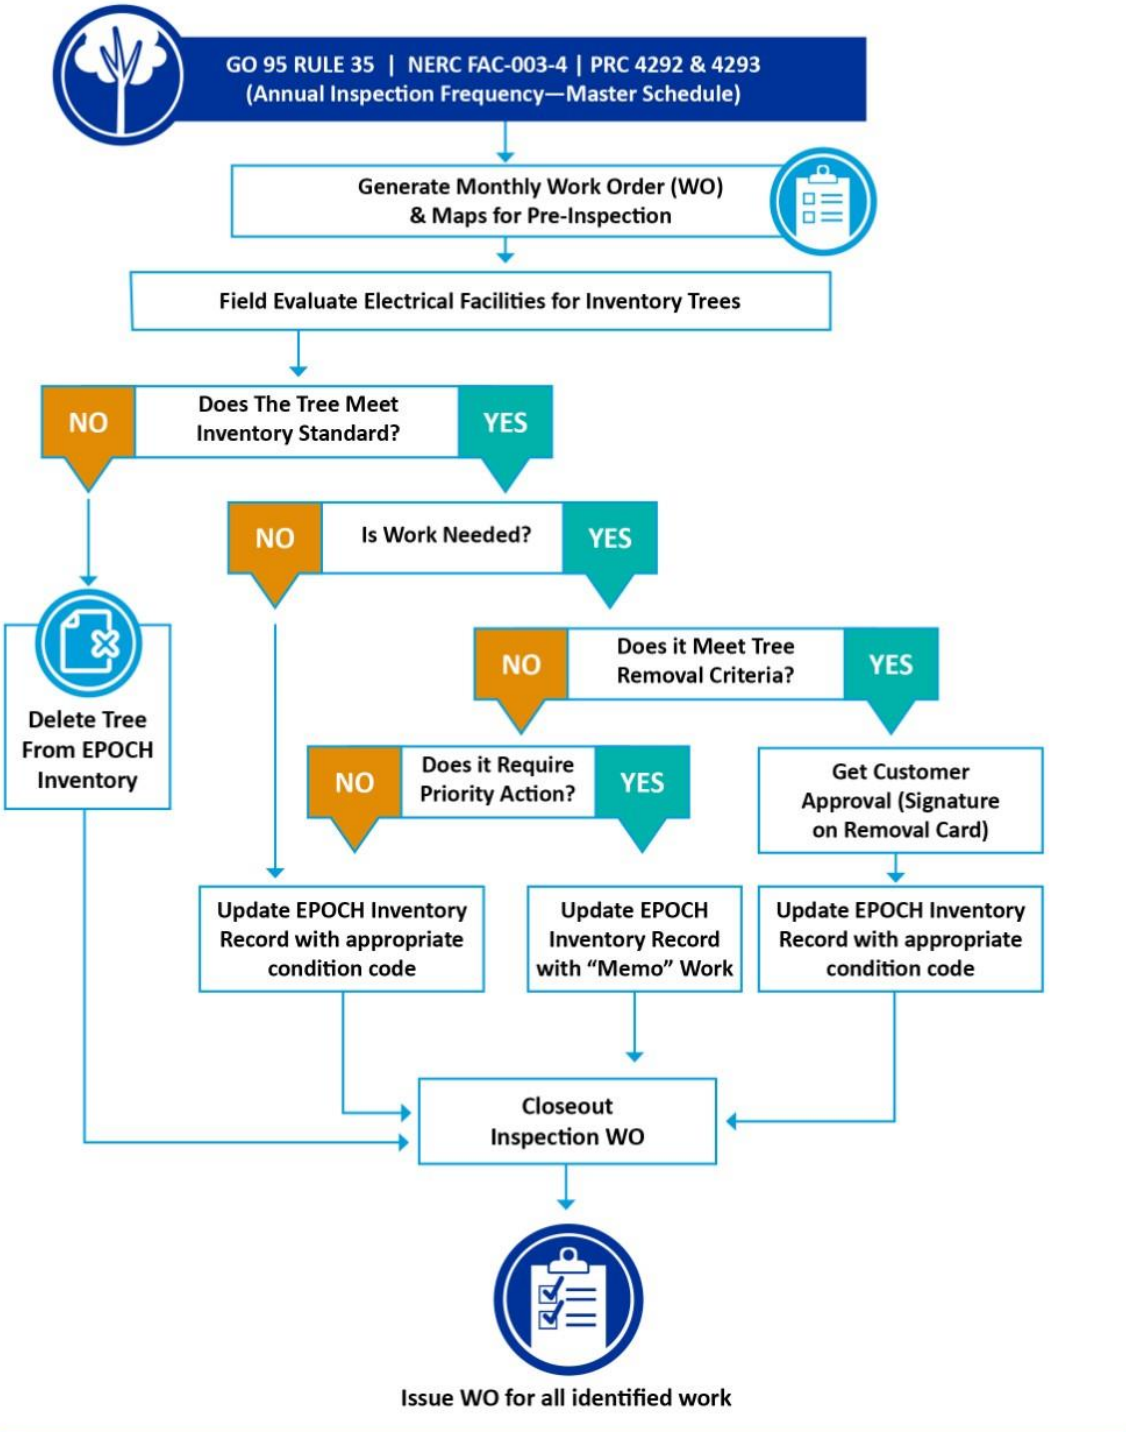 GO 95 RULE 35 | NERC FAC-003-4 | PRC 4292 & 4293
(Annual Inspection Frequency—Master Schedule)
Generate Monthly Work Order (WO)
& Maps for Pre-Inspection
Field Evaluate Electrical Facilities for Inventory Trees
NO
Does The Tree Meet
Inventory Standard?
YES
NO
Is Work Needed?
YES
NO
Does it Meet Tree
Removal Criteria?
YES
Delete Tree
From EPOCH
Inventory
NO
Does it Require
Priority Action?
YES
Get Customer
Approval (Signature
on Removal Card)
Update EPOCH Inventory
Record with appropriate
condition code
Update EPOCH
Inventory Record
with “Memo” Work
Update EPOCH Inventory
Record with appropriate
condition code
Closeout
Inspection WO
Issue WO for all identified work